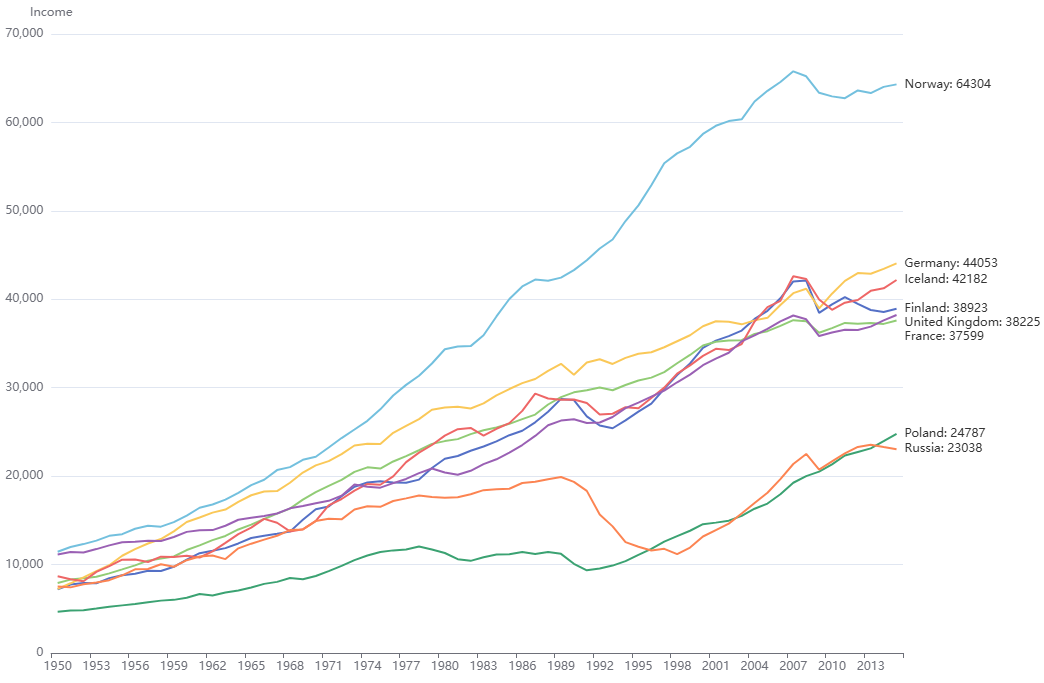 Income
70,000
60,000
50,000
40,000
30,000
20,000
10,000
0
Norway: 64304
Germany: 44053
Iceland: 42182
Finland: 38923
United Kingdom: 38225
France: 37599
Poland: 24787
Russia: 23038
1950 1953 1956 1959 1962 1965 1968 1971 1974 1977 1980 1983 1986 1989 1992 1995 1998 2001 2004 2007 2010 2013